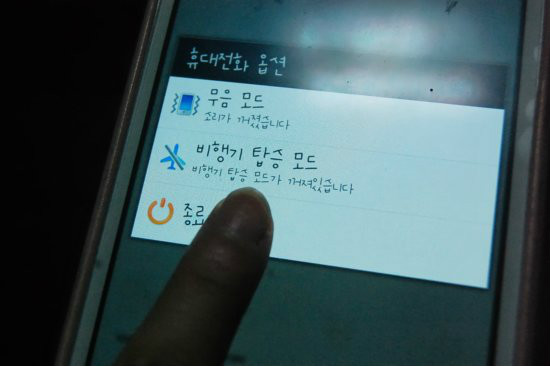 휴대전화 옵션
무음 모드
소리가 꺼졌습니다
비행기 탑승 모드
비행기 탑승 모드가 꺼져있습니다
종료